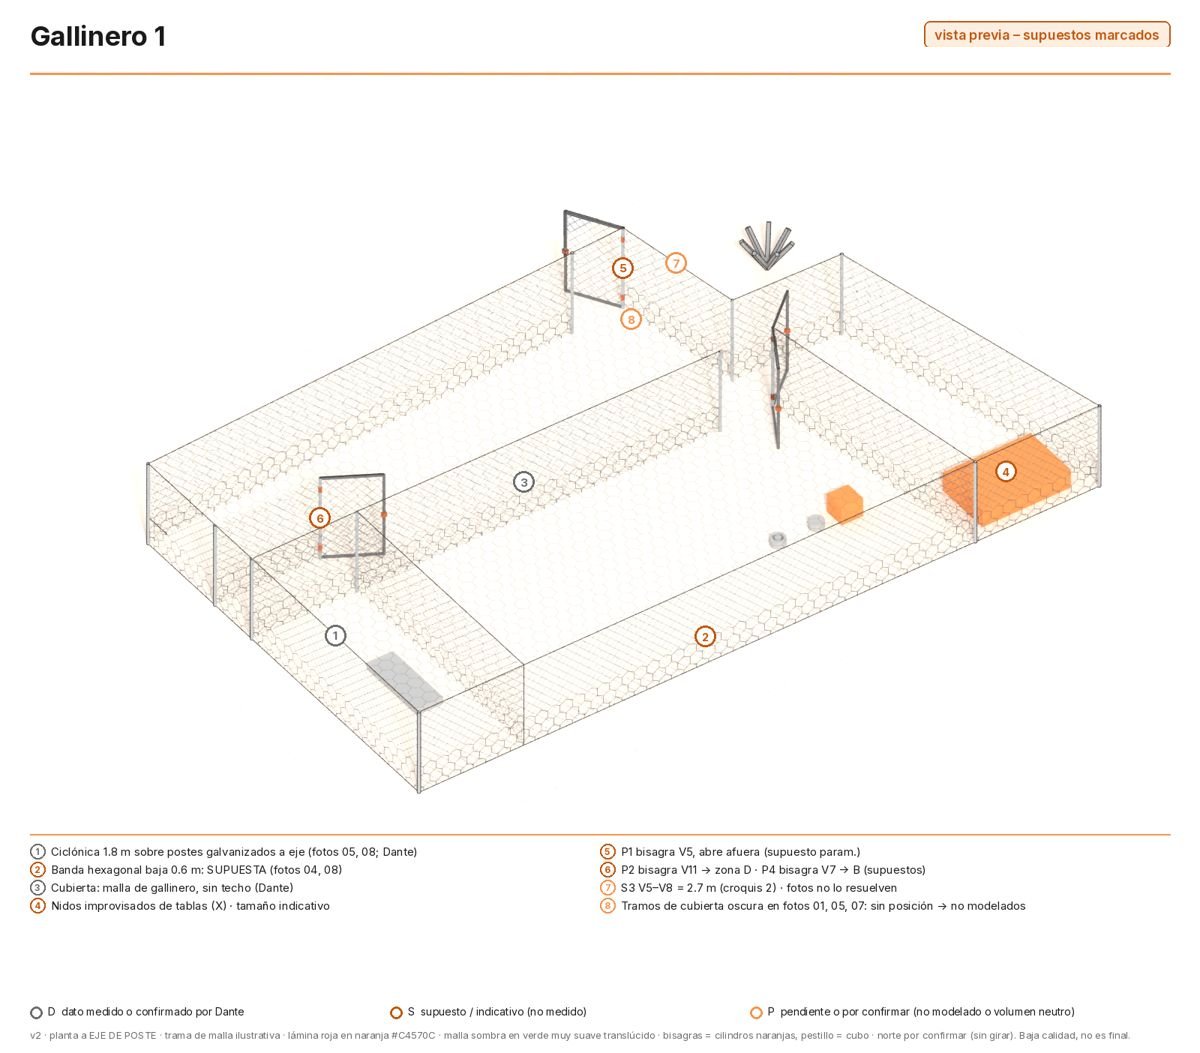 Gallinero 1
vista previa – supuestos marcados
5
7
8
4
3
6
1
2
1 Ciclónica 1.8 m sobre postes galvanizados a eje (fotos 05, 08; Dante)
2 Banda hexagonal baja 0.6 m: SUPUESTA (fotos 04, 08)
3 Cubierta: malla de gallinero, sin techo (Dante)
4 Nidos improvisados de tablas (X) · tamaño indicativo
5 P1 bisagra V5, abre afuera (supuesto param.)
6 P2 bisagra V11 → zona D · P4 bisagra V7 → B (supuestos)
7 S3 V5–V8 = 2.7 m (croquis 2) · fotos no lo resuelven
8 Tramos de cubierta oscura en fotos 01, 05, 07: sin posición → no modelados
D dato medido o confirmado por Dante
S supuesto / indicativo (no medido)
P pendiente o por confirmar (no modelado o volumen neutro)
v2 · planta a EJE DE POSTE · trama de malla ilustrativa · lámina roja en naranja #C4570C · malla sombra en verde muy suave translúcido · bisagras = cilindros naranjas, pestillo = cubo · norte por confirmar (sin girar). Baja calidad, no es final.